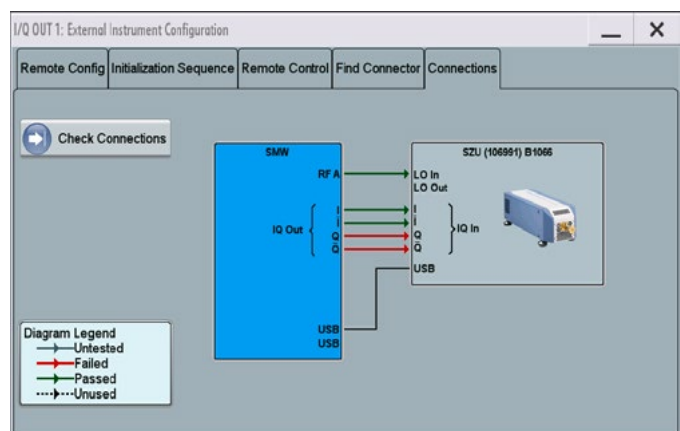 I/Q OUT 1: External Instrument Configuration
Remote Config Initialization Sequence Remote Control Find Connector Connections
Check Connections
SMW
RF A
IQ Out
I
Ī
Q
Q̄
USB
USB
SZU (106991) B1066
LO In
LO Out
I
Ī
Q
Q̄
IQ In
USB
Diagram Legend
Untested
Failed
Passed
Unused